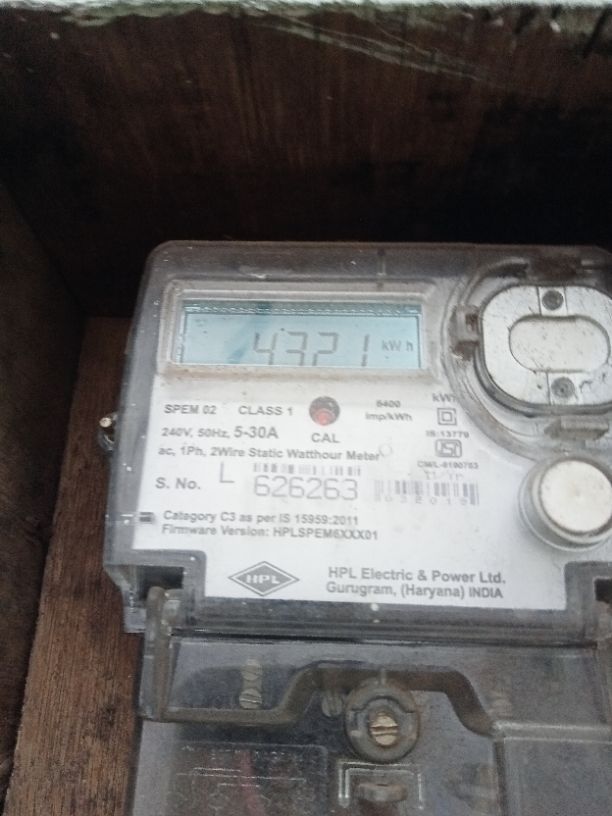 4321 kWh
SPEM 02 CLASS 1 6400 imp/kWh kWh
240V, 50Hz, 5-30A CAL IS:13779
ac, 1Ph, 2Wire Static Watthour Meter
S. No. L 626263
032019
Category C3 as per IS 15959:2011
Firmware Version: HPLSPEM6XXX01
HPL
HPL Electric & Power Ltd.
Gurugram, (Haryana) INDIA